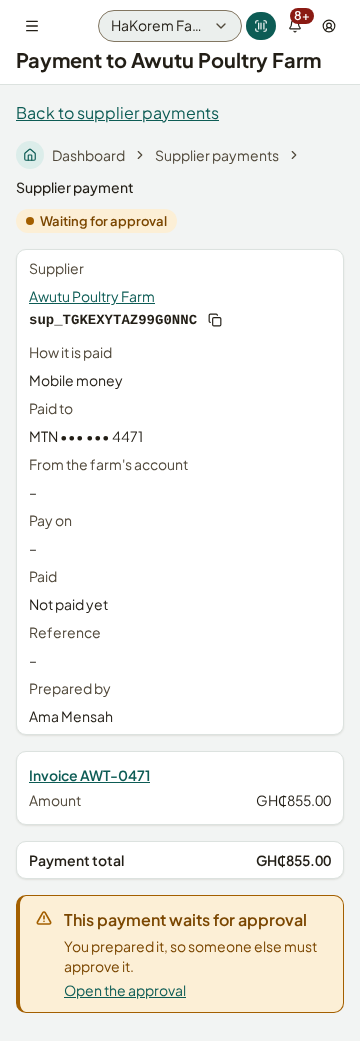 HaKorem Fa...
8+
Payment to Awutu Poultry Farm
Back to supplier payments
Dashboard
Supplier payments
Supplier payment
Waiting for approval
Supplier
Awutu Poultry Farm
sup_TGKEXYTAZ99G0NNC
How it is paid
Mobile money
Paid to
MTN •• •••• 4471
From the farm's account
–
Pay on
–
Paid
Not paid yet
Reference
–
Prepared by
Ama Mensah
Invoice AWT-0471
Amount GH₵855.00
Payment total GH₵855.00
This payment waits for approval
You prepared it, so someone else must
approve it.
Open the approval